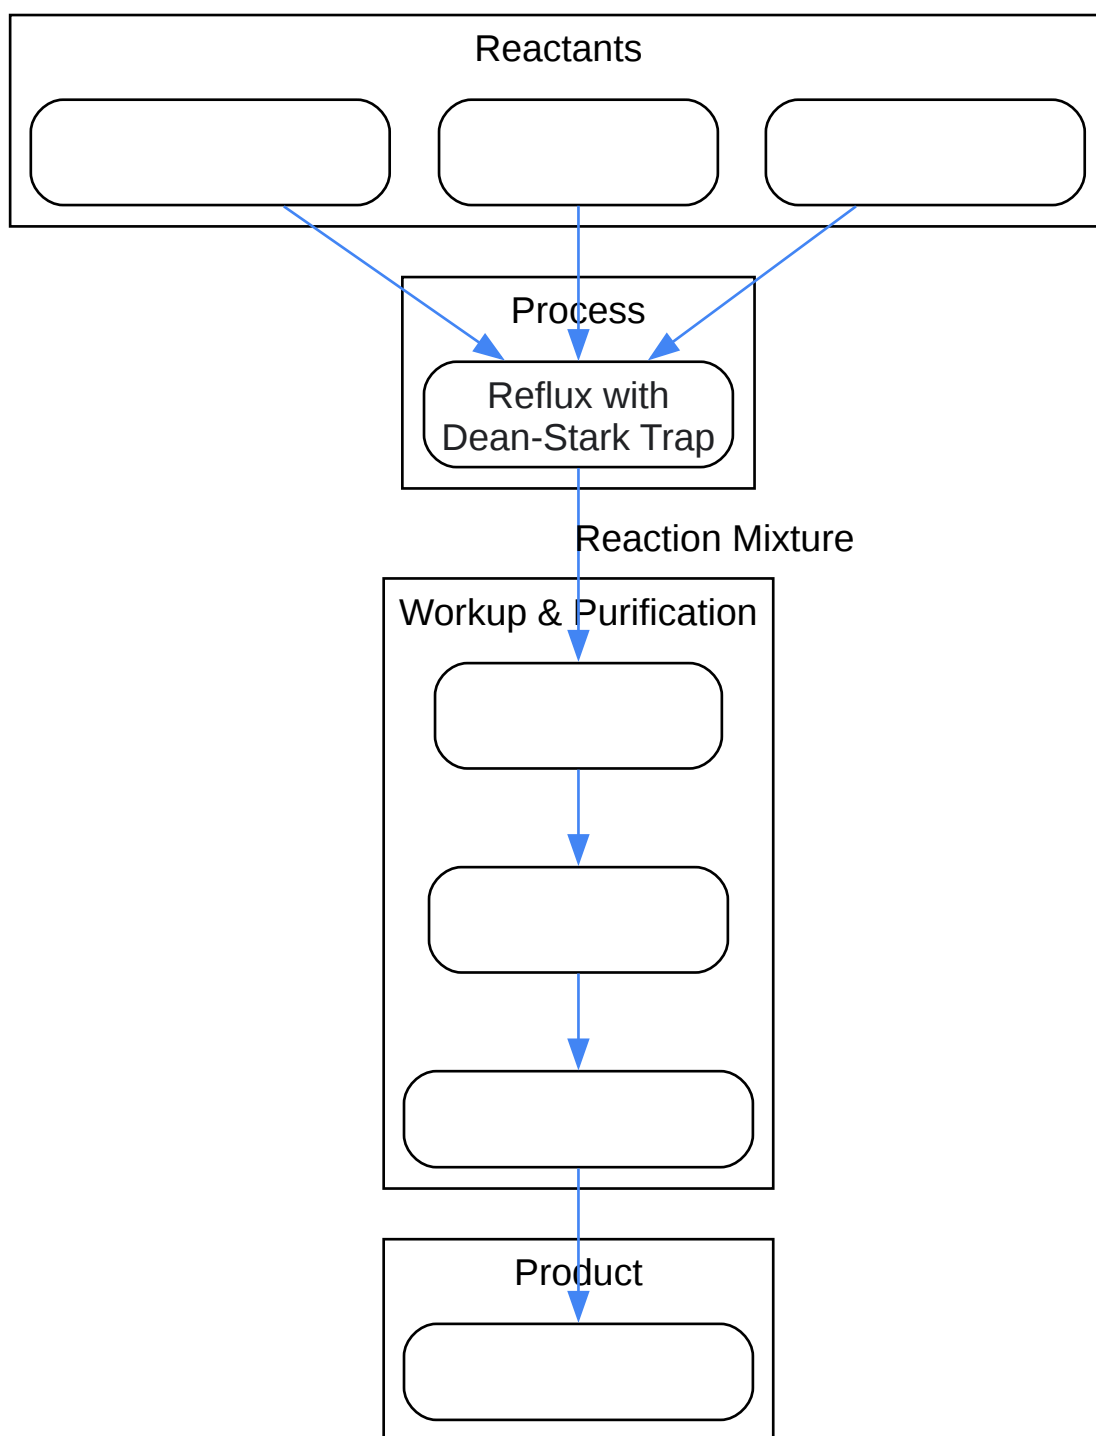 Reactants
Process
Reflux with
Dean-Stark Trap
Reaction Mixture
Workup & Purification
Product